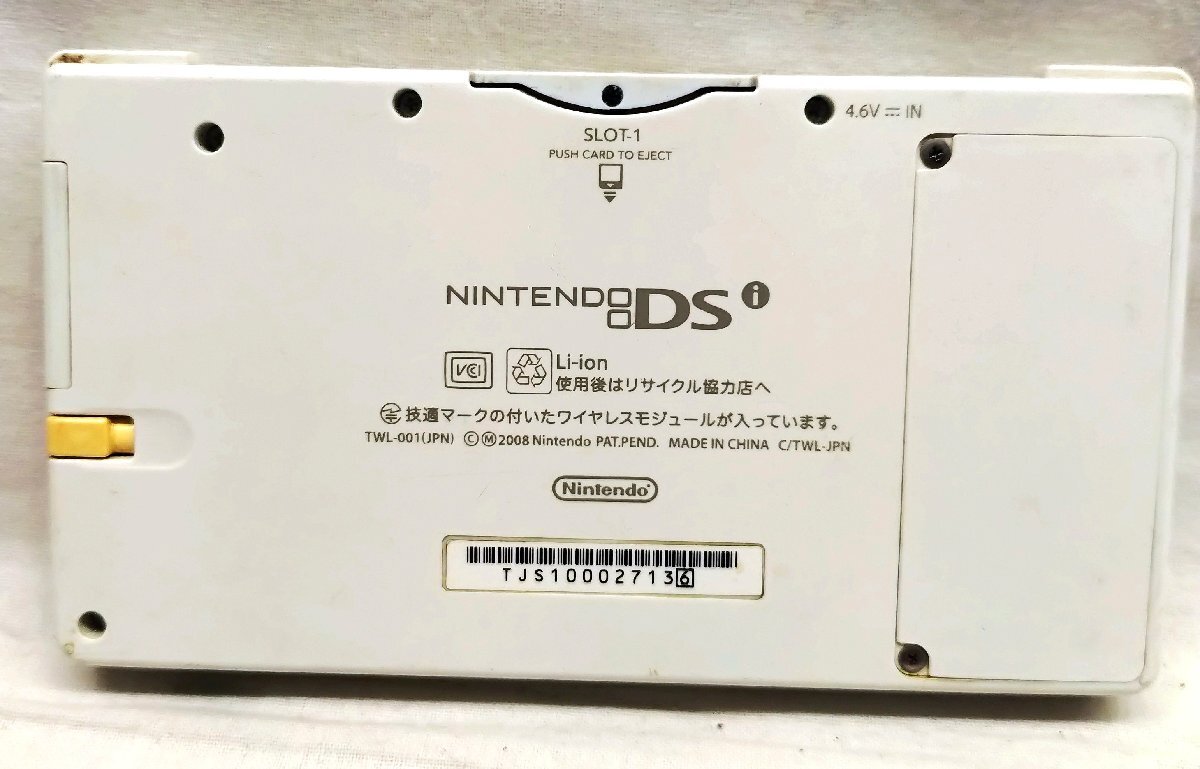 4.6V ⎓ IN
SLOT-1
PUSH CARD TO EJECT
NINTENDO DSi
VCCI
Li-ion
使用後はリサイクル協力店へ
技適マークの付いたワイヤレスモジュールが入っています。
TWL-001(JPN) ©Ⓜ2008 Nintendo PAT.PEND. MADE IN CHINA C/TWL-JPN
Nintendo
TJS100027136